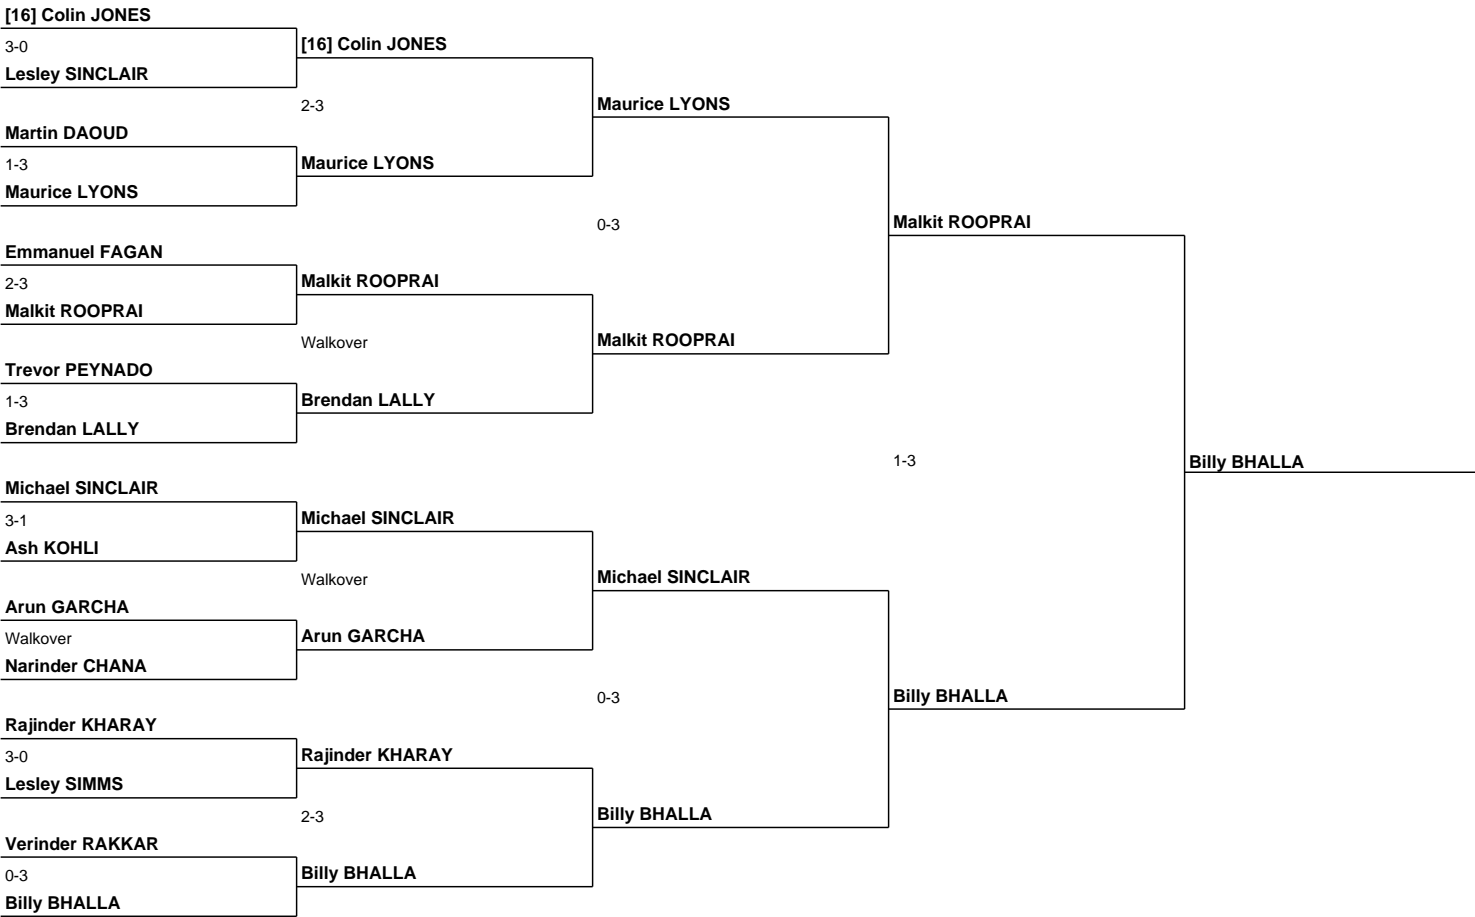 [16] Colin JONES
3-0
Lesley SINCLAIR
Martin DAOUD
1-3
Maurice LYONS
Emmanuel FAGAN
2-3
Malkit ROOPRAI
Trevor PEYNADO
1-3
Brendan LALLY
Michael SINCLAIR
3-1
Ash KOHLI
Arun GARCHA
Walkover
Narinder CHANA
Rajinder KHARAY
3-0
Lesley SIMMS
Verinder RAKKAR
0-3
Billy BHALLA
[16] Colin JONES
2-3
Maurice LYONS
Malkit ROOPRAI
Walkover
Brendan LALLY
Michael SINCLAIR
Walkover
Arun GARCHA
Rajinder KHARAY
2-3
Billy BHALLA
Maurice LYONS
0-3
Malkit ROOPRAI
Michael SINCLAIR
0-3
Billy BHALLA
Malkit ROOPRAI
1-3
Billy BHALLA
Billy BHALLA